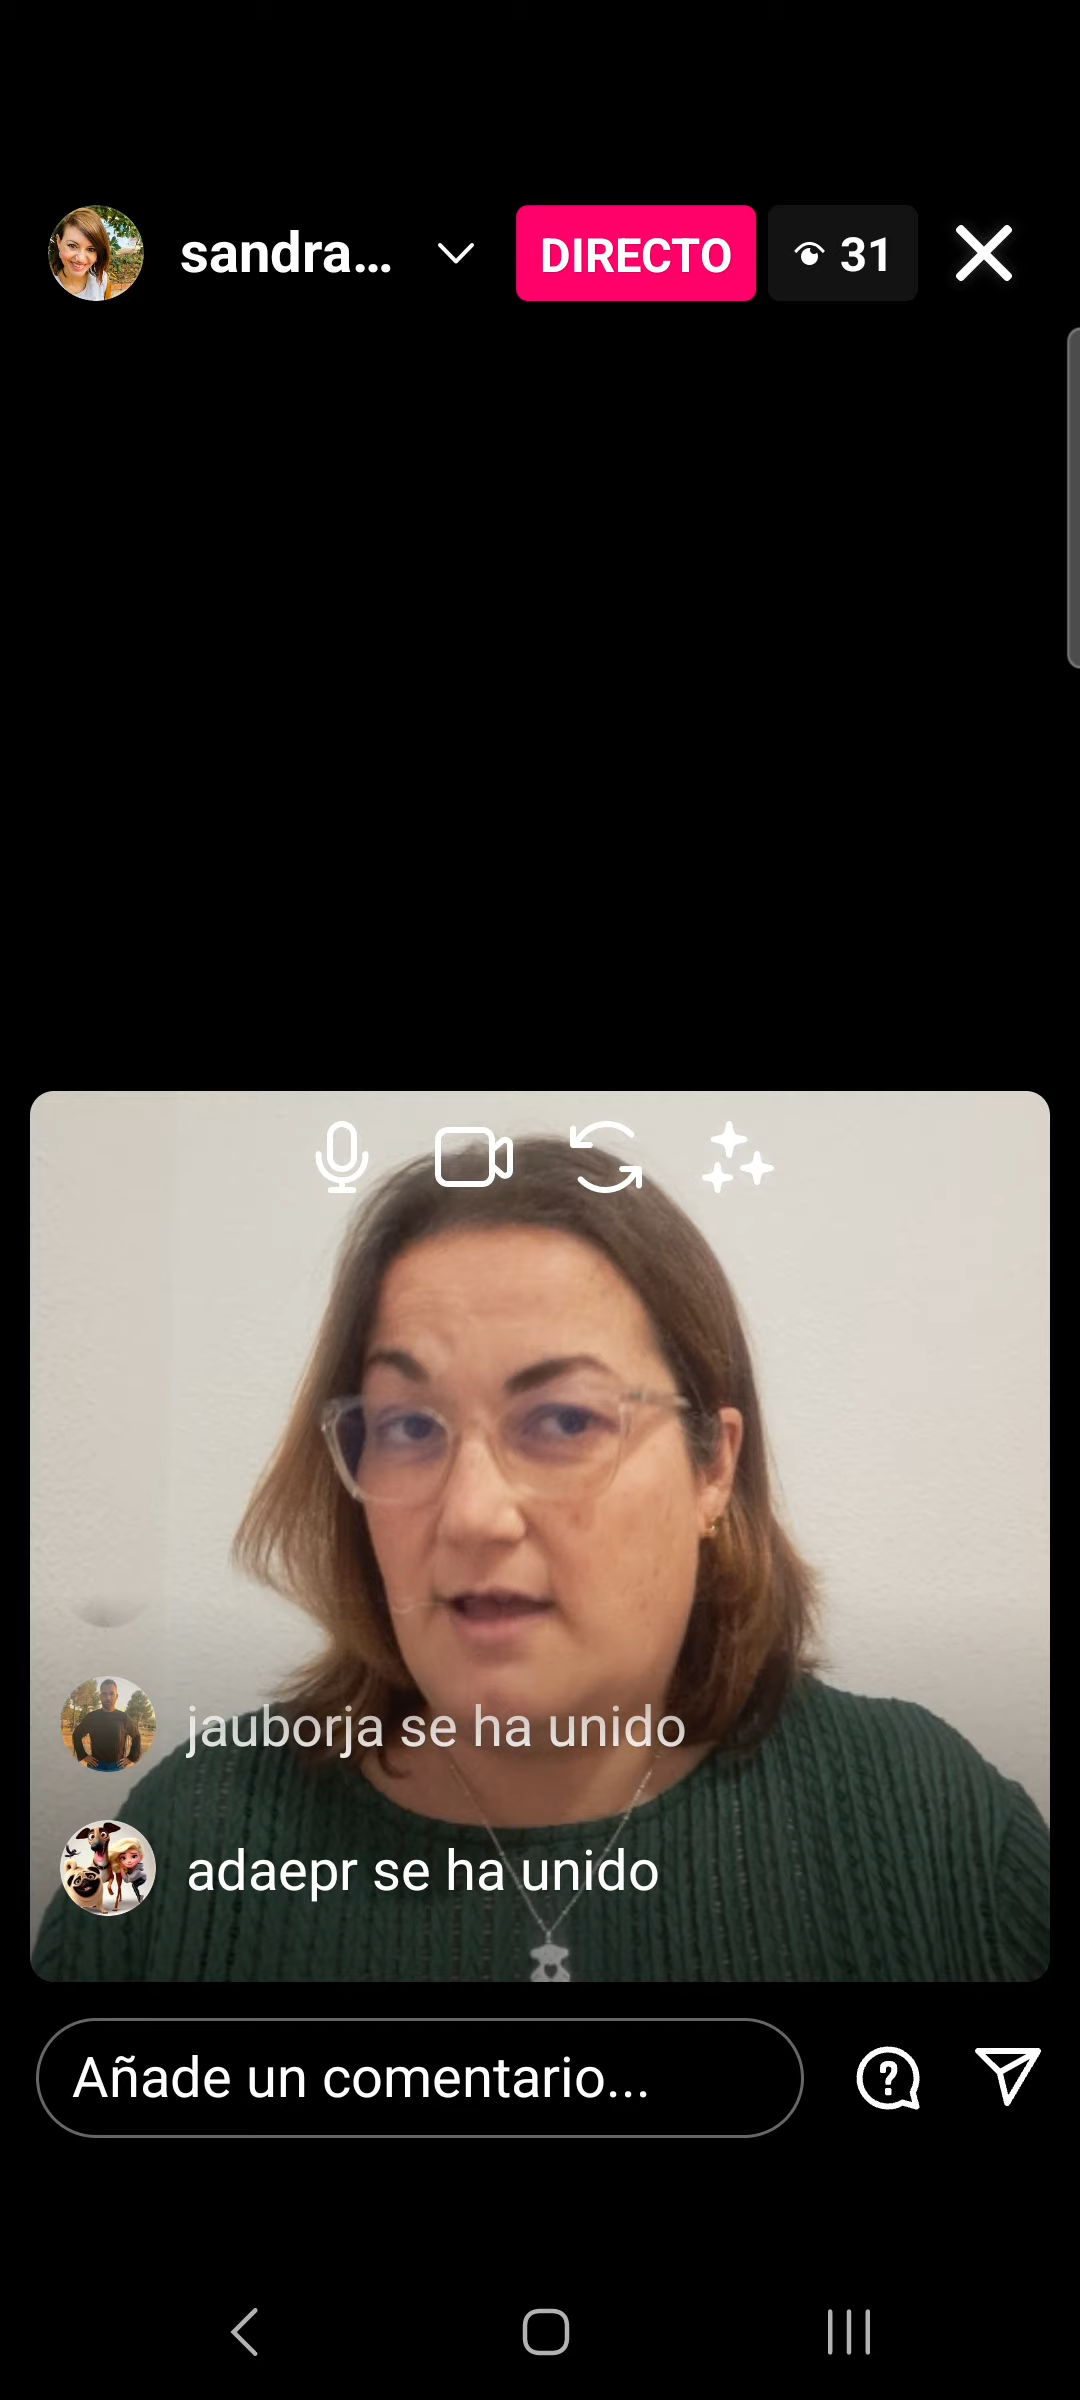 sandra...
DIRECTO
31
jauborja se ha unido
adaepr se ha unido
Añade un comentario...